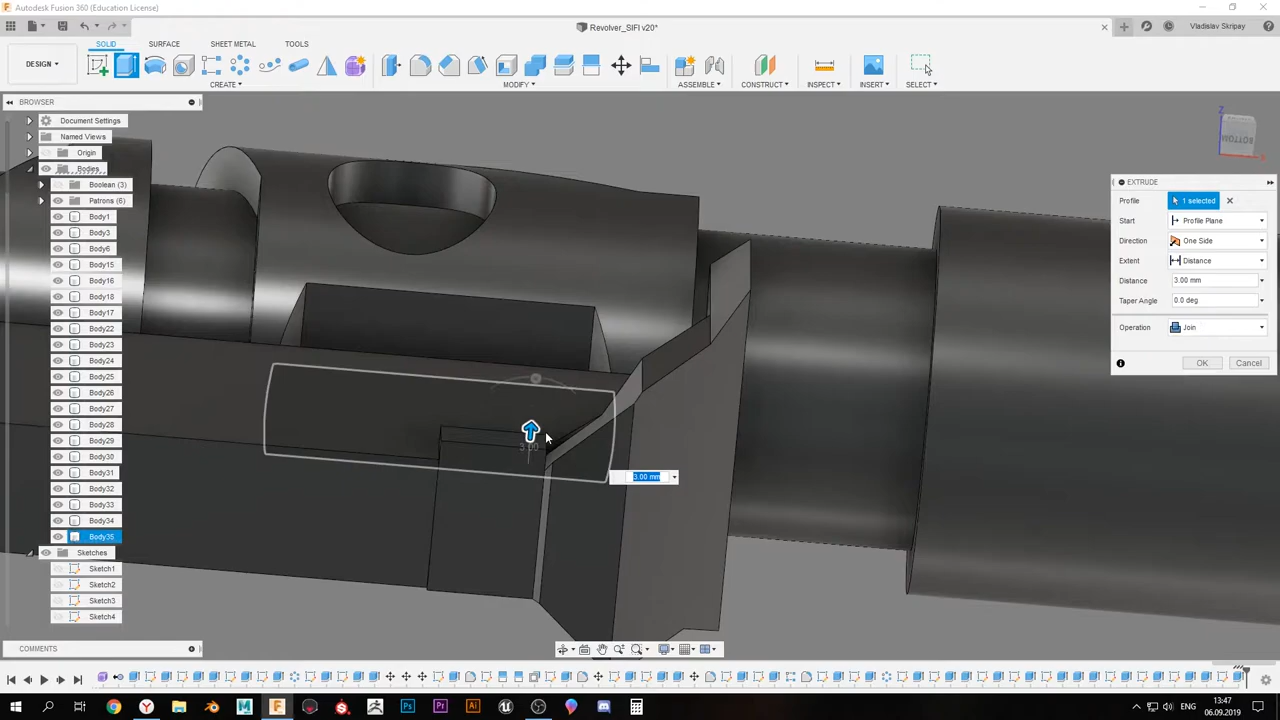 Autodesk Fusion 360 (Education License)
Revolver_SIFI v20*
Vladislav Skripay
SOLID SURFACE SHEET METAL TOOLS
DESIGN
CREATE MODIFY ASSEMBLE CONSTRUCT INSPECT INSERT SELECT
BROWSER
Document Settings
Named Views
Origin
Bodies
Boolean (3)
Patrons (6)
Body1
Body3
Body6
Body15
Body16
Body18
Body17
Body22
Body23
Body24
Body25
Body26
Body27
Body28
Body29
Body30
Body31
Body32
Body33
Body34
Body35
Sketches
Sketch1
Sketch2
Sketch3
Sketch4
COMMENTS
Z
BOTTOM
X
EXTRUDE
Profile 1 selected
Start Profile Plane
Direction One Side
Extent Distance
Distance 3.00 mm
Taper Angle 0.0 deg
Operation Join
OK Cancel
3.00
3.00 mm
13:47
06.09.2019